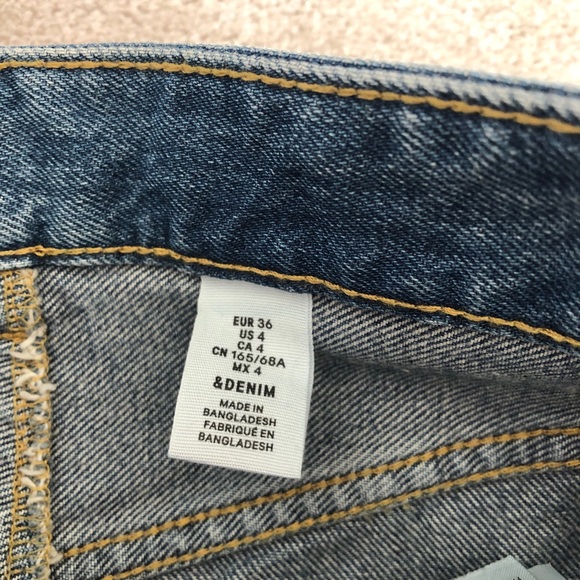 EUR 36
US 4
CA 4
CN 165/68A
MX 4
&DENIM
MADE IN
BANGLADESH
FABRIQUÉ EN
BANGLADESH